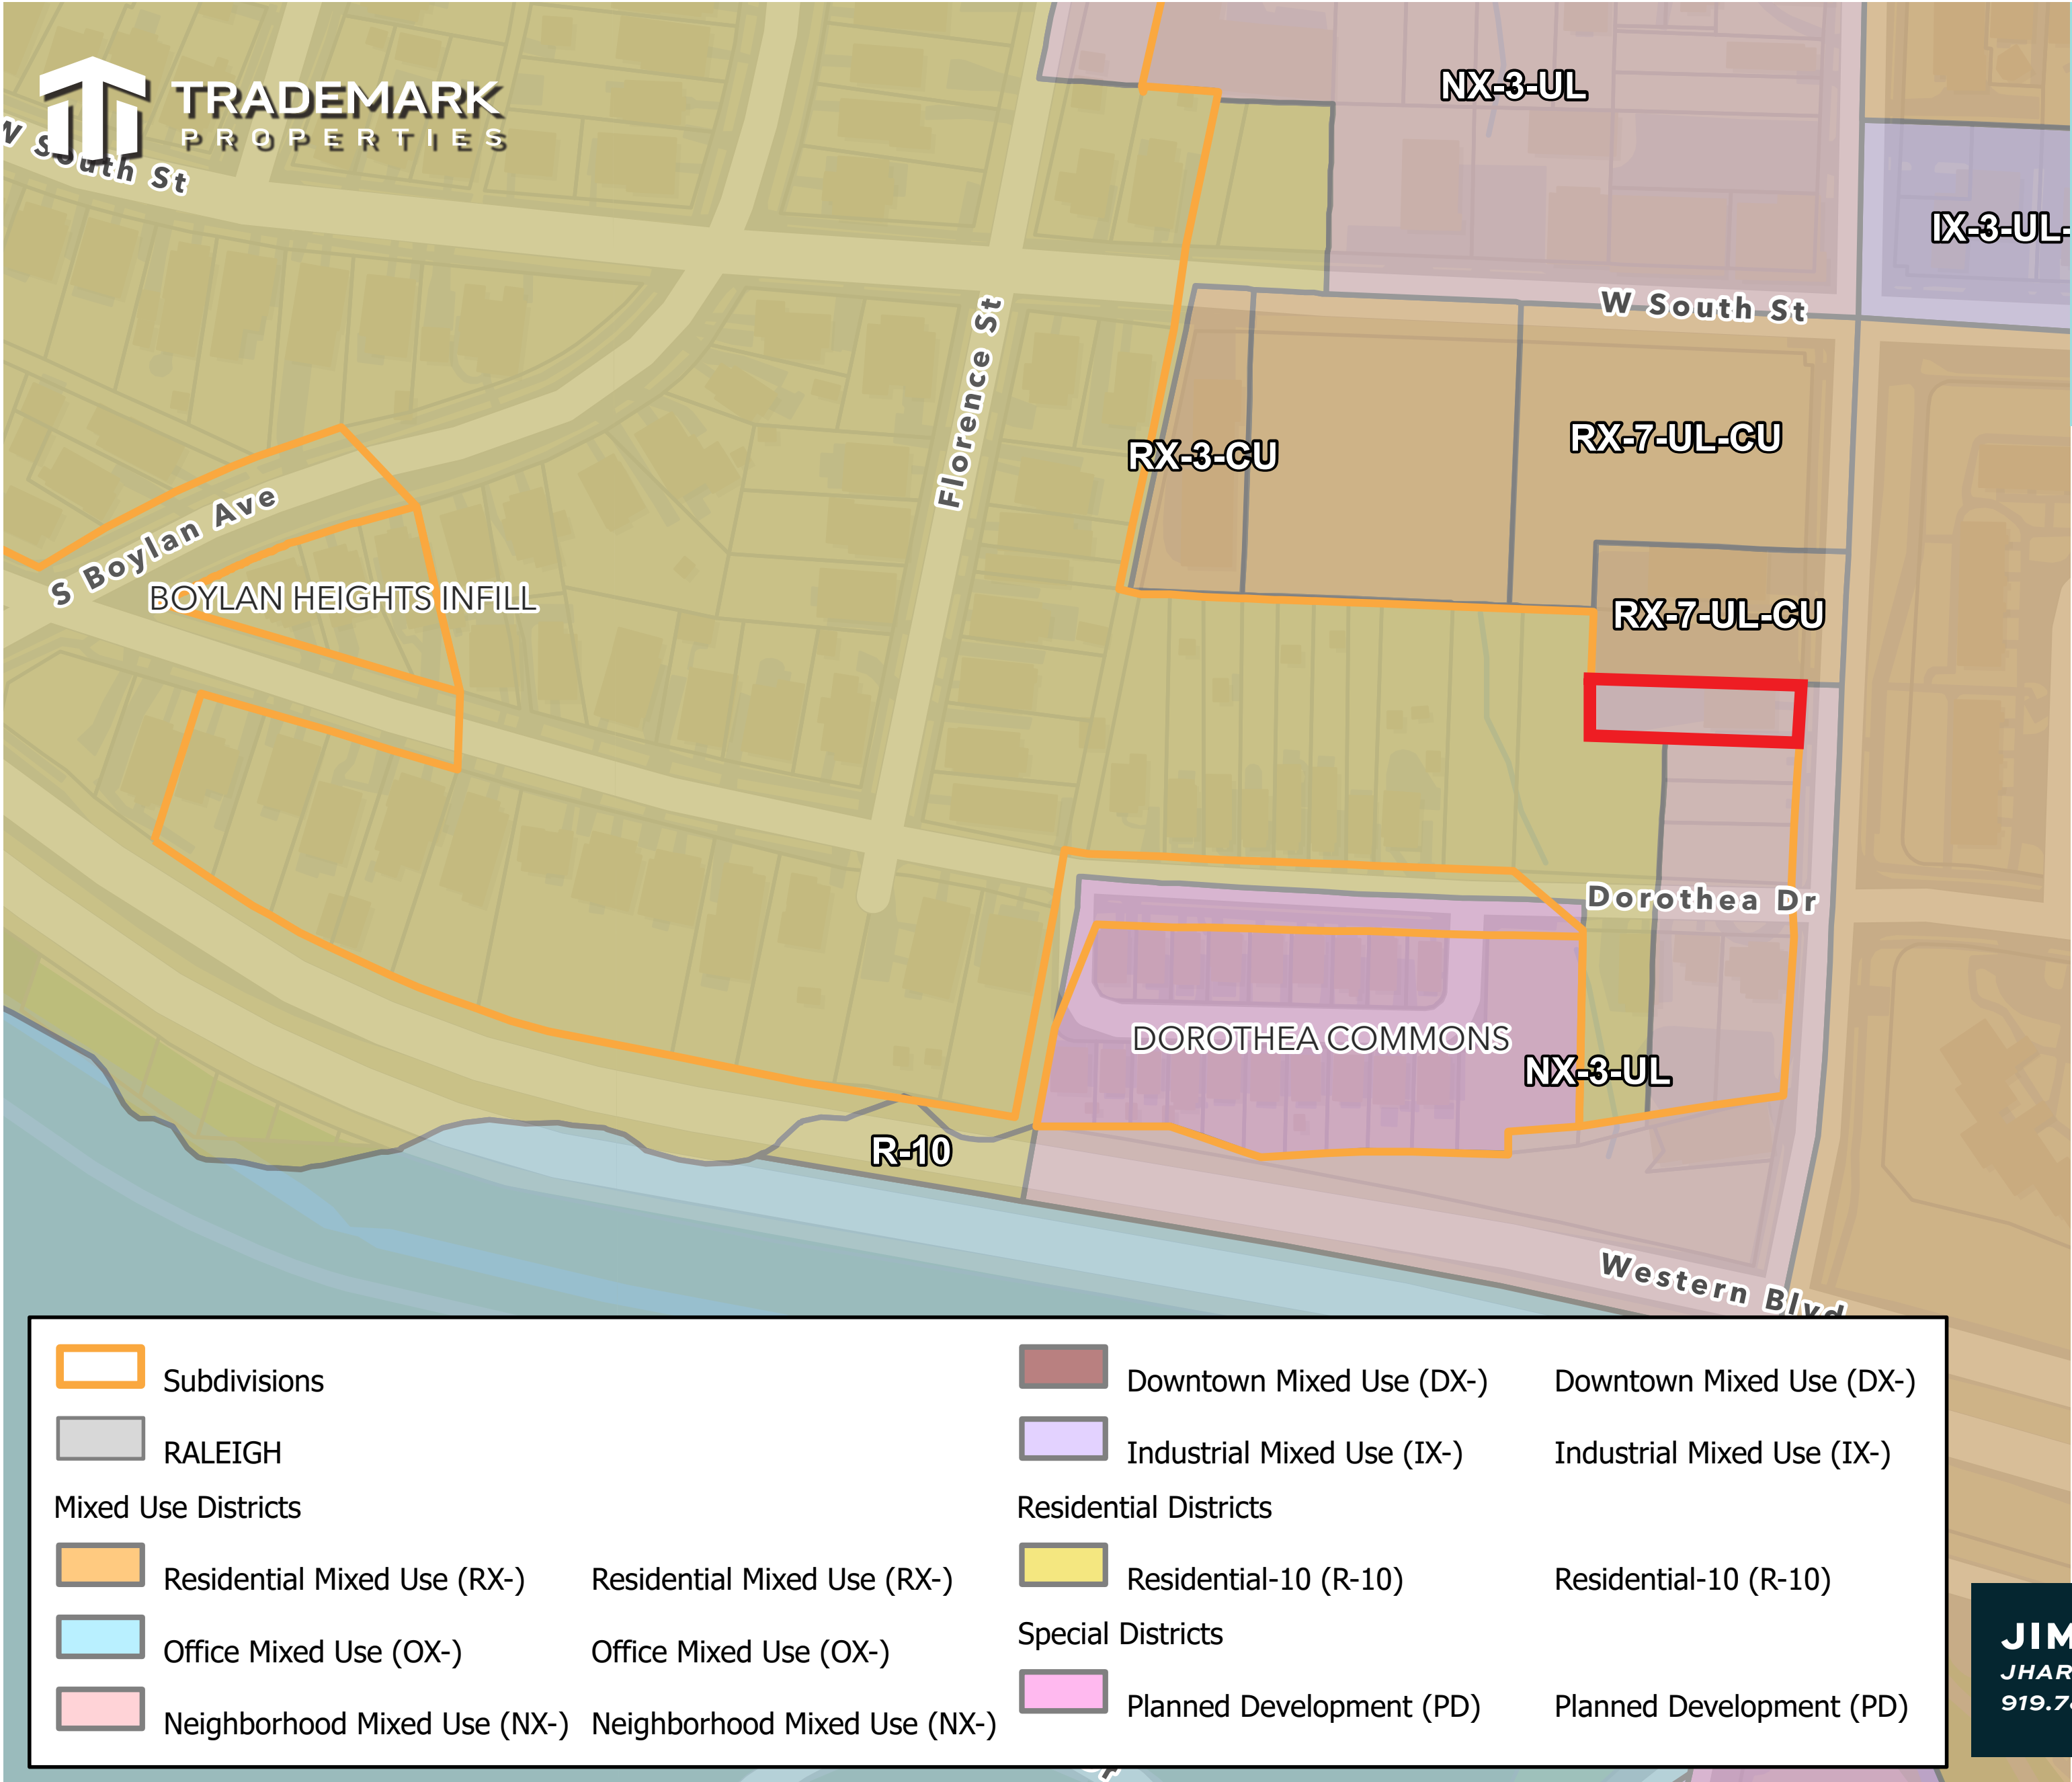 TRADEMARK
PROPERTIES
W South St
NX-3-UL
IX-3-UL-
W South St
Florence St
RX-3-CU
RX-7-UL-CU
S Boylan Ave
BOYLAN HEIGHTS INFILL
RX-7-UL-CU
Dorothea Dr
DOROTHEA COMMONS
NX-3-UL
R-10
Western Blvd
Subdivisions
RALEIGH
Mixed Use Districts
Residential Mixed Use (RX-) Residential Mixed Use (RX-)
Office Mixed Use (OX-) Office Mixed Use (OX-)
Neighborhood Mixed Use (NX-) Neighborhood Mixed Use (NX-)
Downtown Mixed Use (DX-) Downtown Mixed Use (DX-)
Industrial Mixed Use (IX-) Industrial Mixed Use (IX-)
Residential Districts
Residential-10 (R-10) Residential-10 (R-10)
Special Districts
Planned Development (PD) Planned Development (PD)
JIM
JHAR
919.7